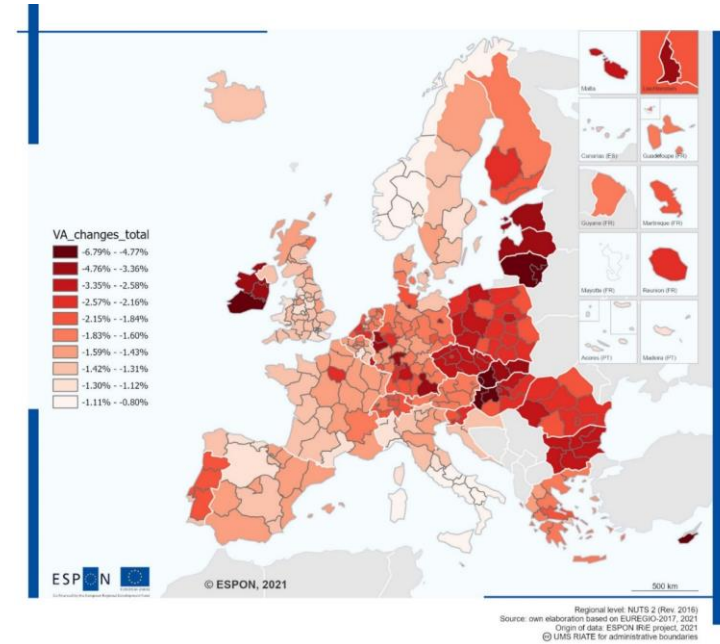 VA_changes_total
-6.79% - -4.77%
-4.76% - -3.36%
-3.35% - -2.58%
-2.57% - -2.16%
-2.15% - -1.84%
-1.83% - -1.60%
-1.59% - -1.43%
-1.42% - -1.31%
-1.30% - -1.12%
-1.11% - -0.80%
Malta
Liechtenstein
Canarias (ES)
Guadeloupe (FR)
Guyane (FR)
Martinique (FR)
Mayotte (FR)
Reunion (FR)
Acores (PT)
Madeira (PT)
ESPON
© ESPON, 2021
500 km
Regional level: NUTS 2 (Rev. 2016)
Source: own elaboration based on EUREGIO-2017, 2021
Origin of data: ESPON IRiE project, 2021
UMS RIATE for administrative boundaries